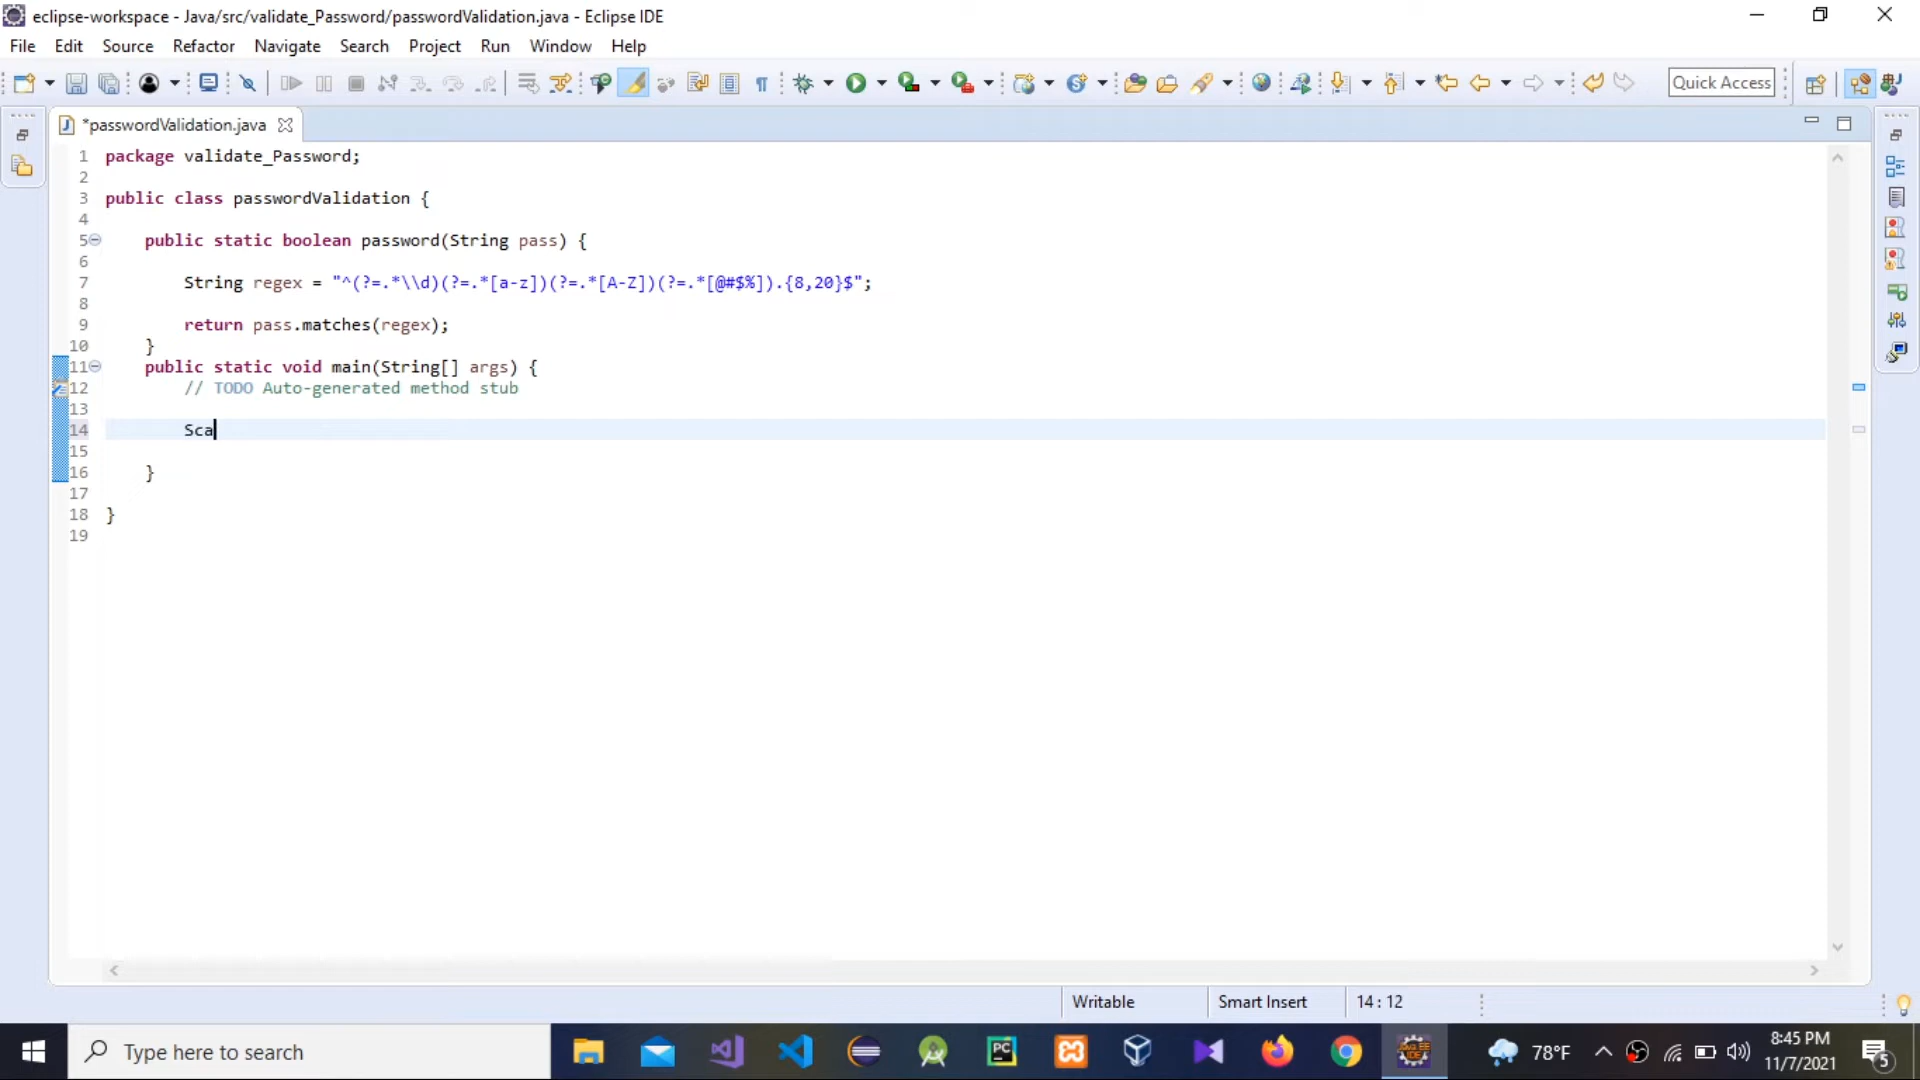 eclipse-workspace - Java/src/validate_Password/passwordValidation.java - Eclipse IDE
File Edit Source Refactor Navigate Search Project Run Window Help
Quick Access
*passwordValidation.java
1 package validate_Password;
2
3 public class passwordValidation {
4
5 public static boolean password(String pass) {
6
7 String regex = "^(?=.*\\d)(?=.*[a-z])(?=.*[A-Z])(?=.*[@#$%]).{8,20}$";
8
9 return pass.matches(regex);
10 }
11 public static void main(String[] args) {
12 // TODO Auto-generated method stub
13
14 Sca
15
16 }
17
18 }
19
Writable Smart Insert 14 : 12
Type here to search
78°F
8:45 PM
11/7/2021
5